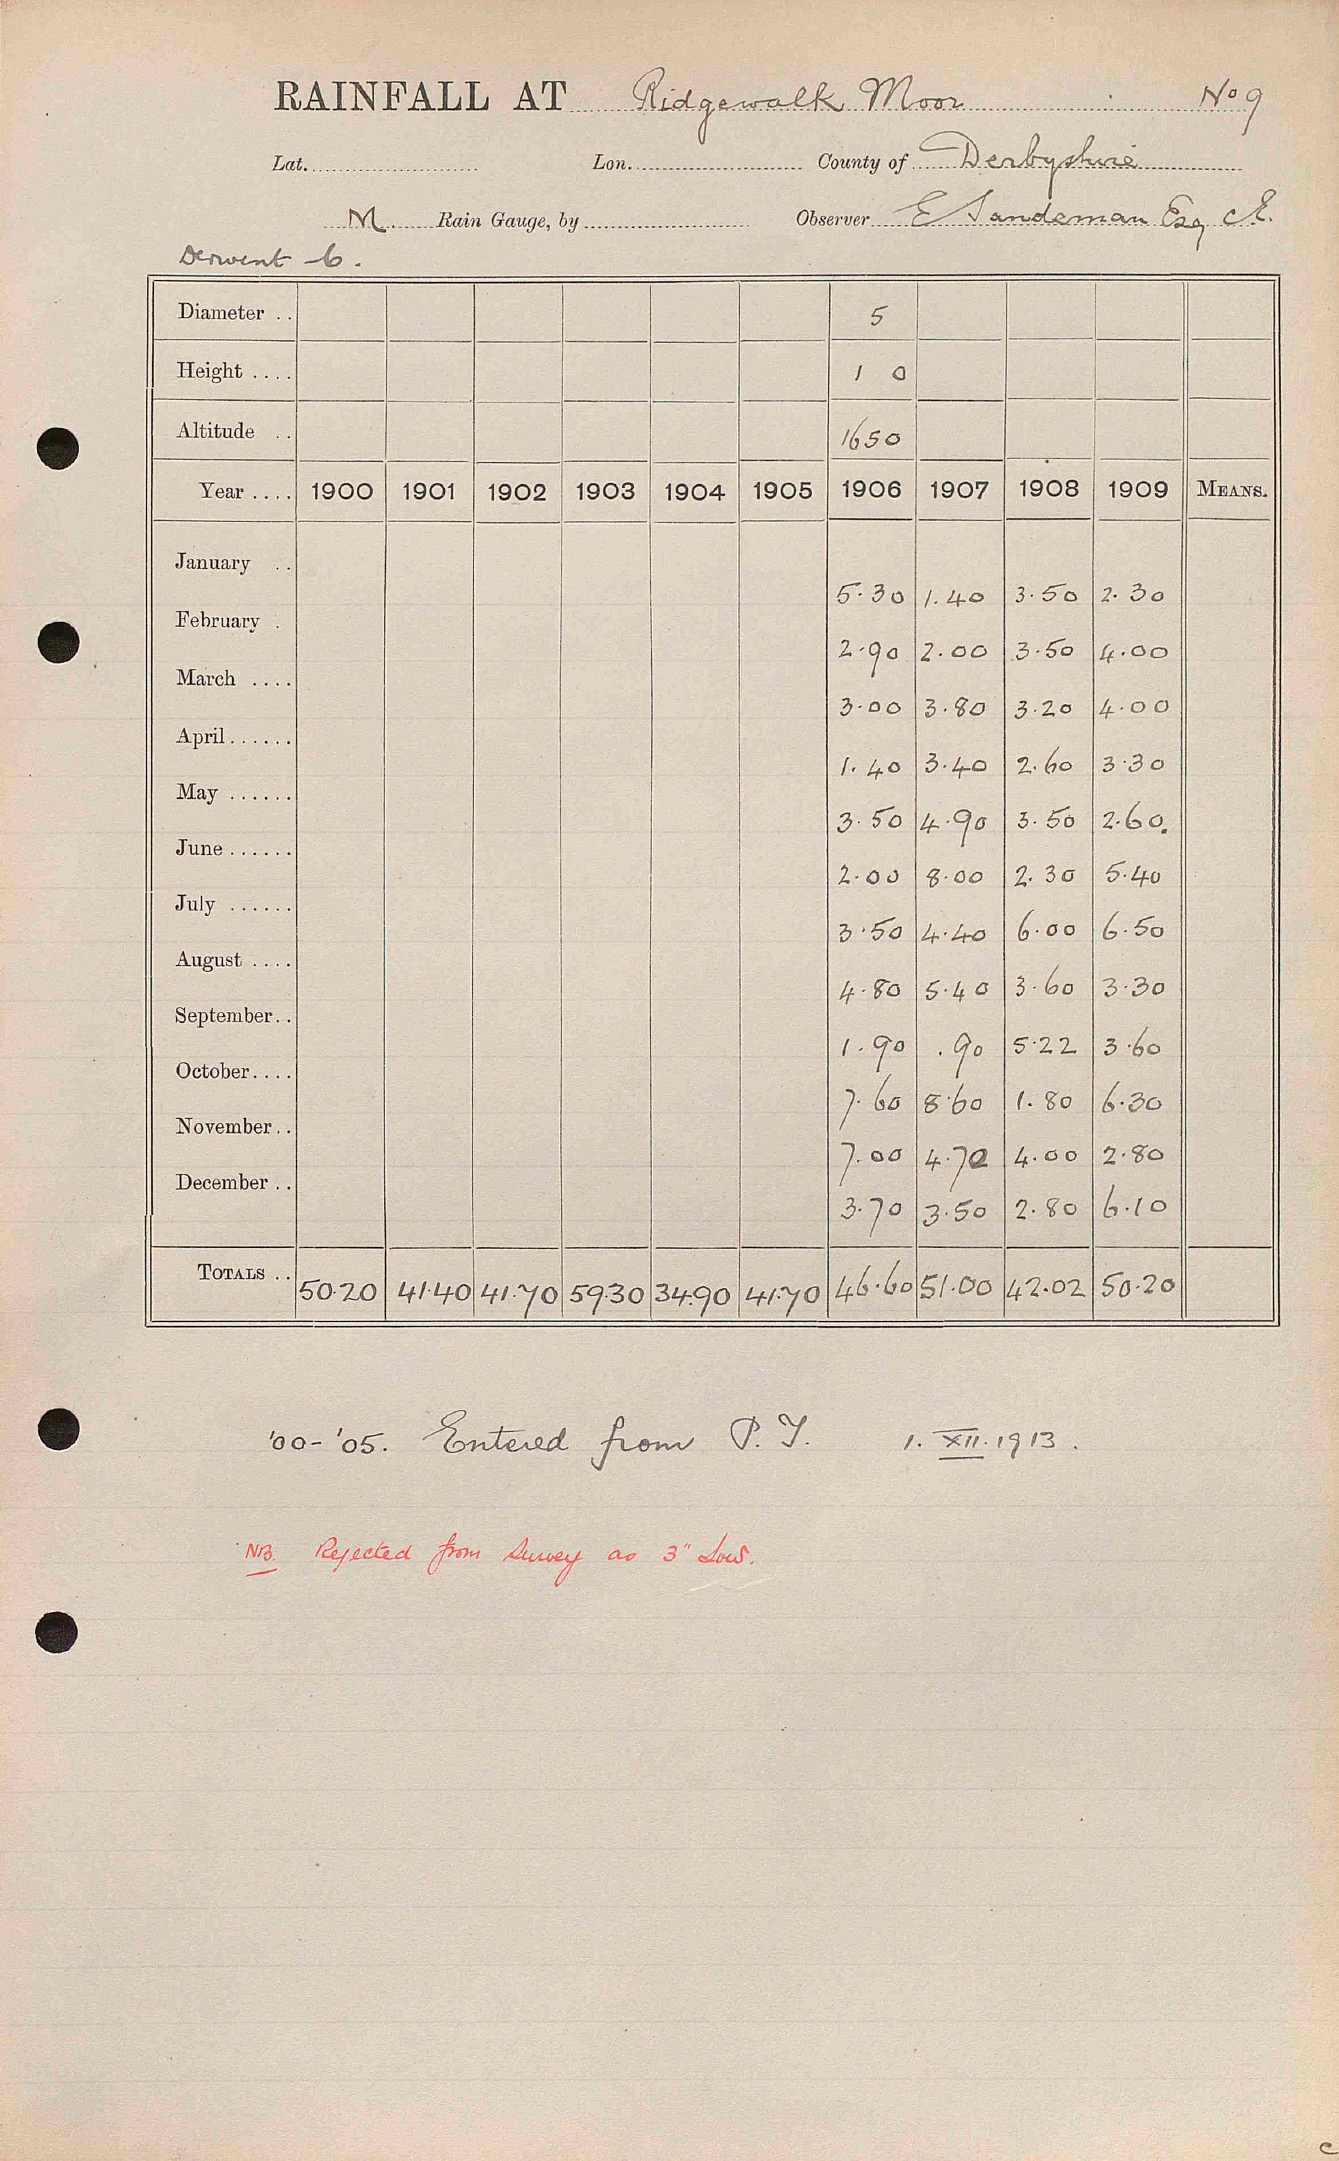 RAINFALL AT Ridgewalk Moor No 9
Lat. Lon. County of Derbyshire
M. Rain Gauge, by Observer E Sandeman Esq C.E.
Derwent 6.
Diameter . . 5
Height . . . . 1 0
Altitude . . 1650
Year . . . . 1900 1901 1902 1903 1904 1905 1906 1907 1908 1909 MEANS.
January . . 5.30 1.40 3.50 2.30
February . 2.90 2.00 3.50 4.00
March . . . . 3.00 3.80 3.20 4.00
April . . . . . . 1.40 3.40 2.60 3.30
May . . . . . . 3.50 4.90 3.50 2.60.
June . . . . . . 2.00 8.00 2.30 5.40
July . . . . . . 3.50 4.40 6.00 6.50
August . . . . 4.80 5.40 3.60 3.30
September. . 1.90 .90 5.22 3.60
October. . . . 7.60 8.60 1.80 6.30
November. . 7.00 4.70 4.00 2.80
December . . 3.70 3.50 2.80 6.10
TOTALS . . 50.20 41.40 41.70 59.30 34.90 41.70 46.60 51.00 42.02 50.20
'00-'05. Entered from P. T. 1. XII. 1913.
NB. Rejected from Survey as 3" Low.
c